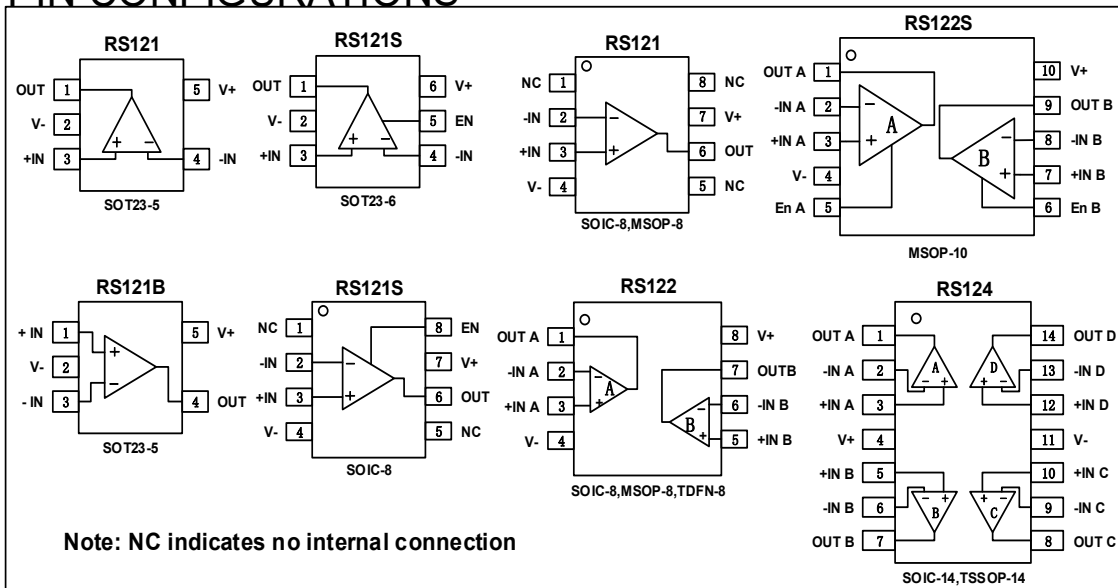 PIN CONFIGURATIONS
RS121
OUT 1 5 V+
V- 2
+IN 3 4 -IN
+ −
SOT23-5
RS121S
OUT 1 6 V+
V- 2 5 EN
+IN 3 4 -IN
+ −
SOT23-6
RS121
NC 1 8 NC
-IN 2 − 7 V+
+IN 3 + 6 OUT
V- 4 5 NC
SOIC-8,MSOP-8
RS122S
OUT A 1 10 V+
-IN A 2 − 9 OUT B
A
+IN A 3 + − 8 -IN B
B
V- 4 + 7 +IN B
En A 5 6 En B
MSOP-10
RS121B
+ IN 1 + 5 V+
V- 2
- IN 3 − 4 OUT
SOT23-5
RS121S
NC 1 8 EN
-IN 2 − 7 V+
+IN 3 + 6 OUT
V- 4 5 NC
SOIC-8
RS122
OUT A 1 8 V+
-IN A 2 − 7 OUTB
A
+IN A 3 + − 6 -IN B
B
V- 4 + 5 +IN B
SOIC-8,MSOP-8,TDFN-8
RS124
OUT A 1 14 OUT D
A D
-IN A 2 − + + − 13 -IN D
+IN A 3 12 +IN D
V+ 4 11 V-
+IN B 5 10 +IN C
-IN B 6 − + + − 9 -IN C
B C
OUT B 7 8 OUT C
SOIC-14,TSSOP-14
Note: NC indicates no internal connection